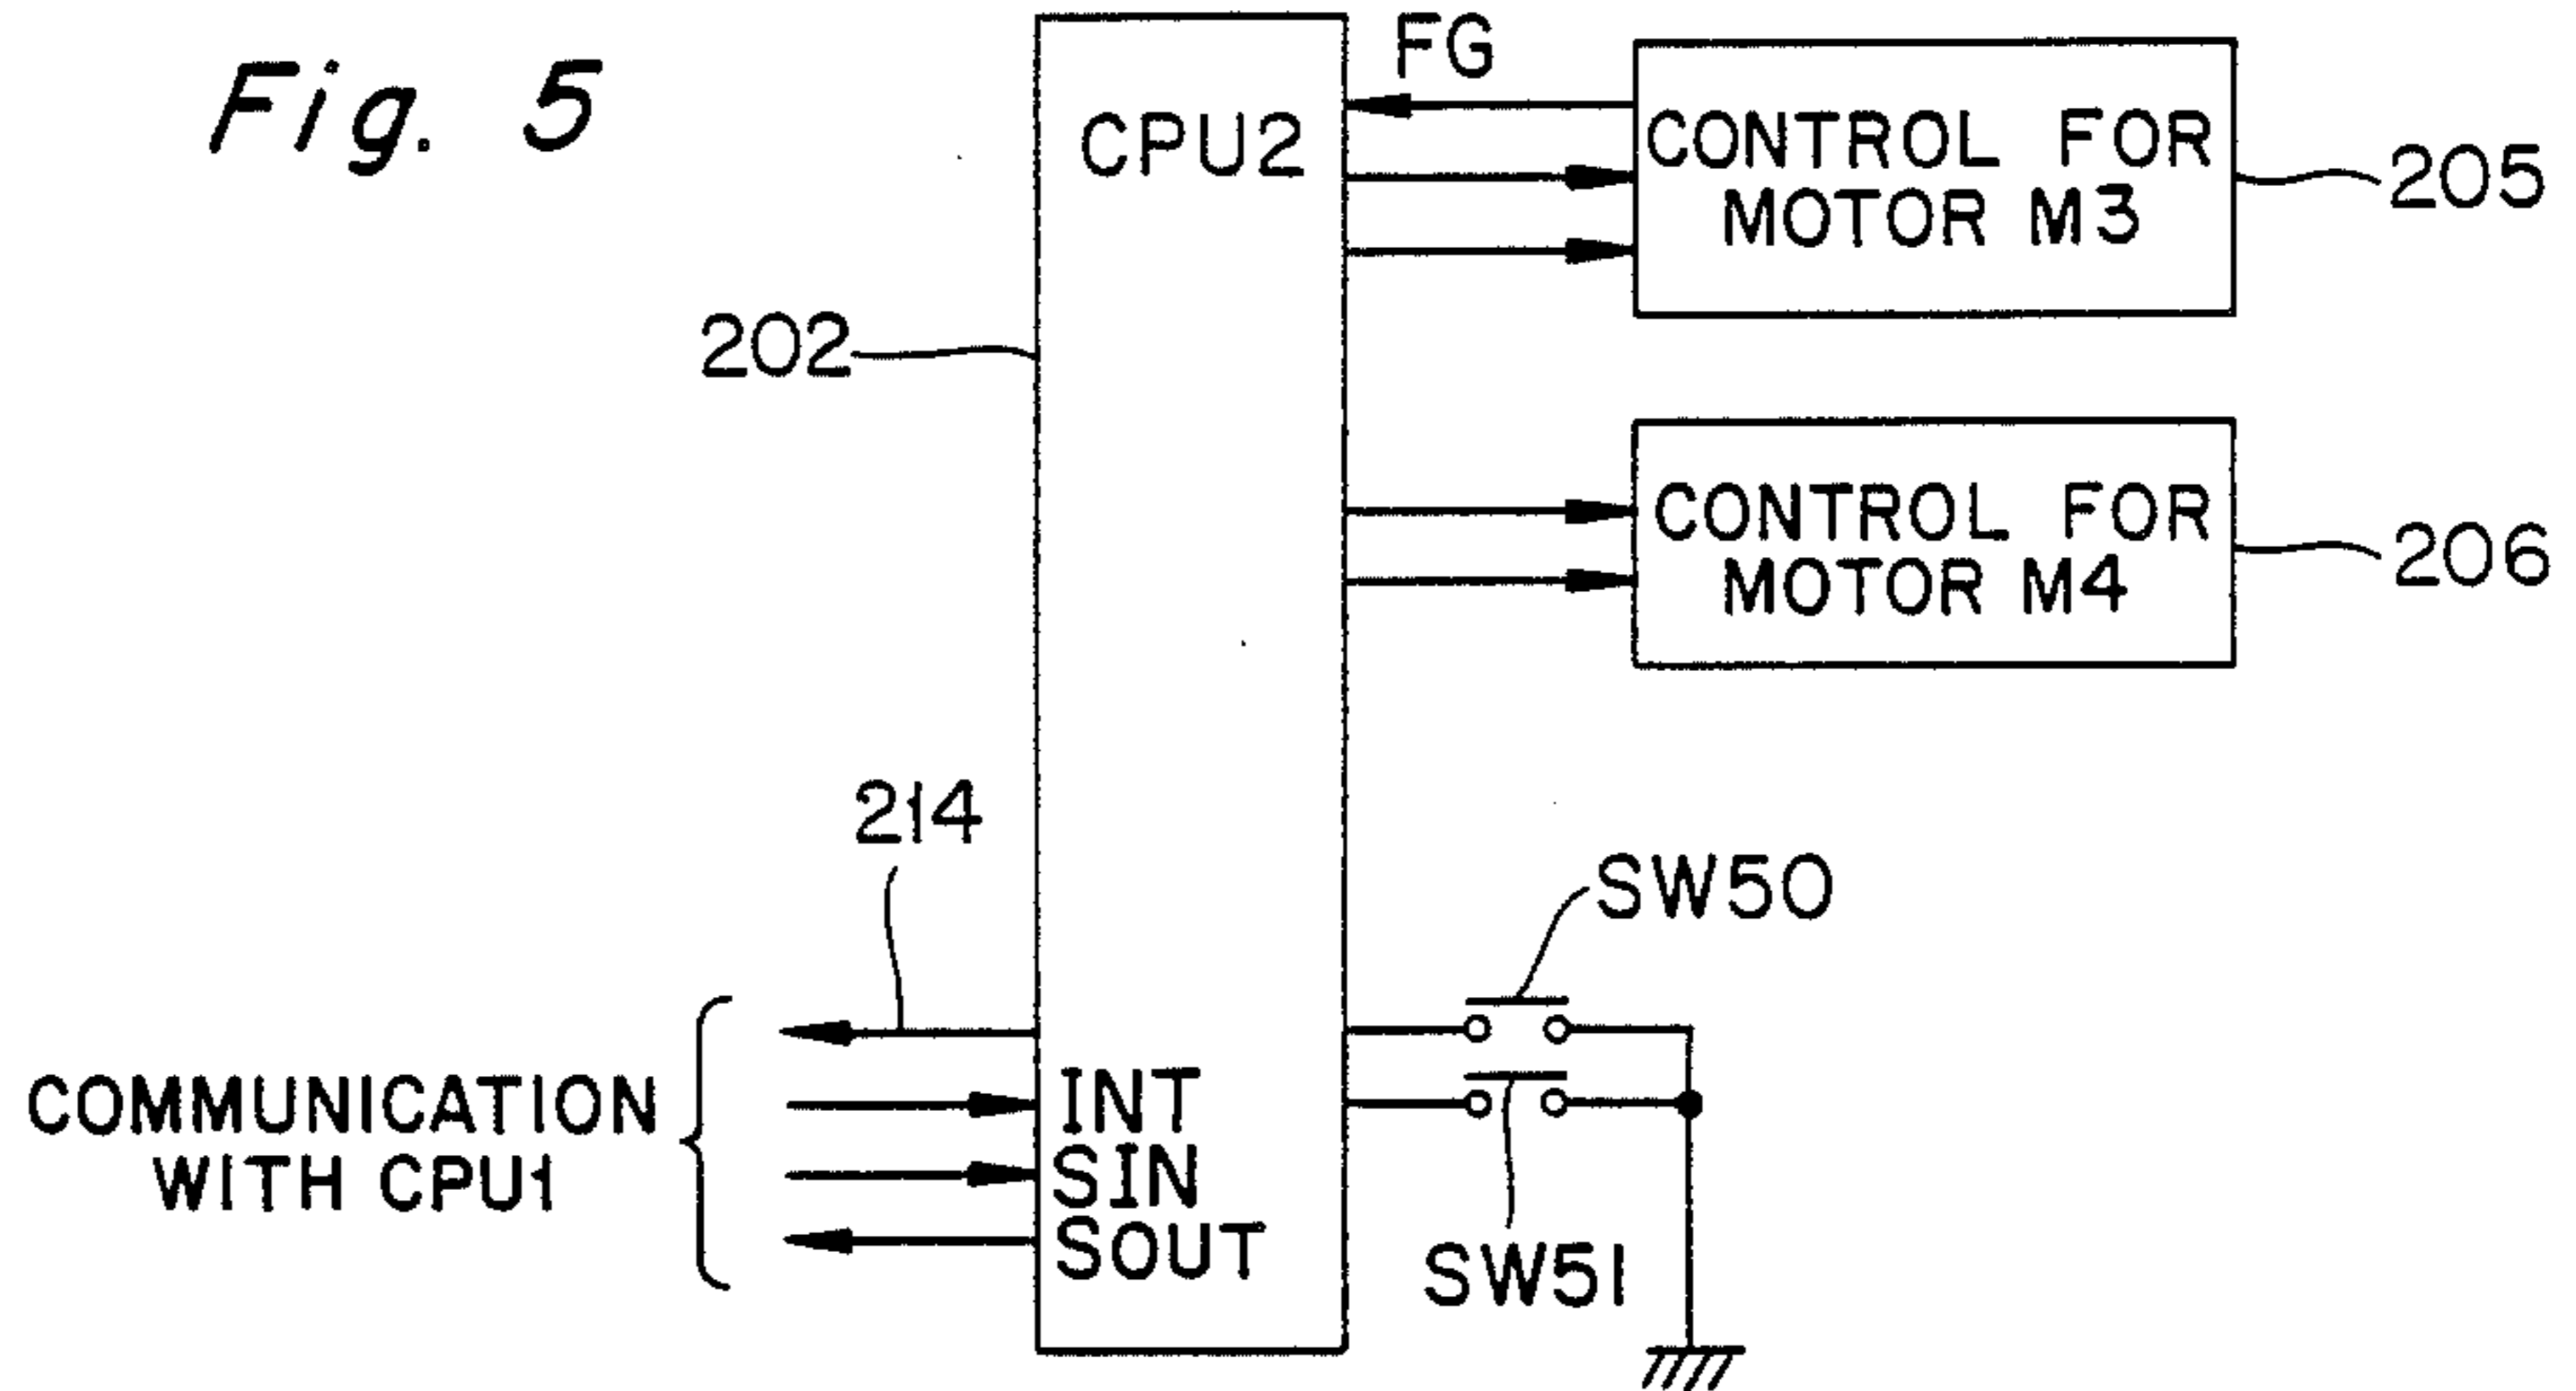 Fig. 5
FG
CPU2
CONTROL FOR
MOTOR M3
205
202
CONTROL FOR
MOTOR M4
206
214
SW50
COMMUNICATION
WITH CPU1
INT
SIN
SOUT
SW51